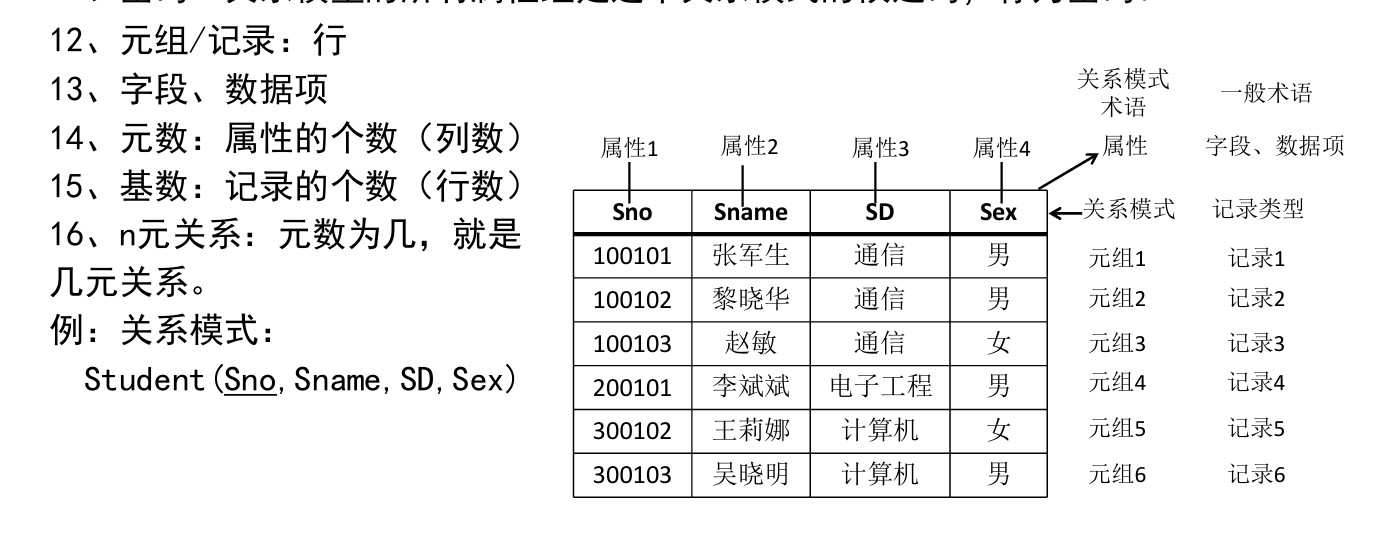 12、元组/记录：行
13、字段、数据项
14、元数：属性的个数（列数）
15、基数：记录的个数（行数）
16、n元关系：元数为几，就是
几元关系。
例：关系模式：
Student(Sno,Sname,SD,Sex)
关系模式 一般术语
术语
属性1 属性2 属性3 属性4 属性 字段、数据项
Sno Sname SD Sex 关系模式 记录类型
100101 张军生 通信 男 元组1 记录1
100102 黎晓华 通信 男 元组2 记录2
100103 赵敏 通信 女 元组3 记录3
200101 李斌斌 电子工程 男 元组4 记录4
300102 王莉娜 计算机 女 元组5 记录5
300103 吴晓明 计算机 男 元组6 记录6